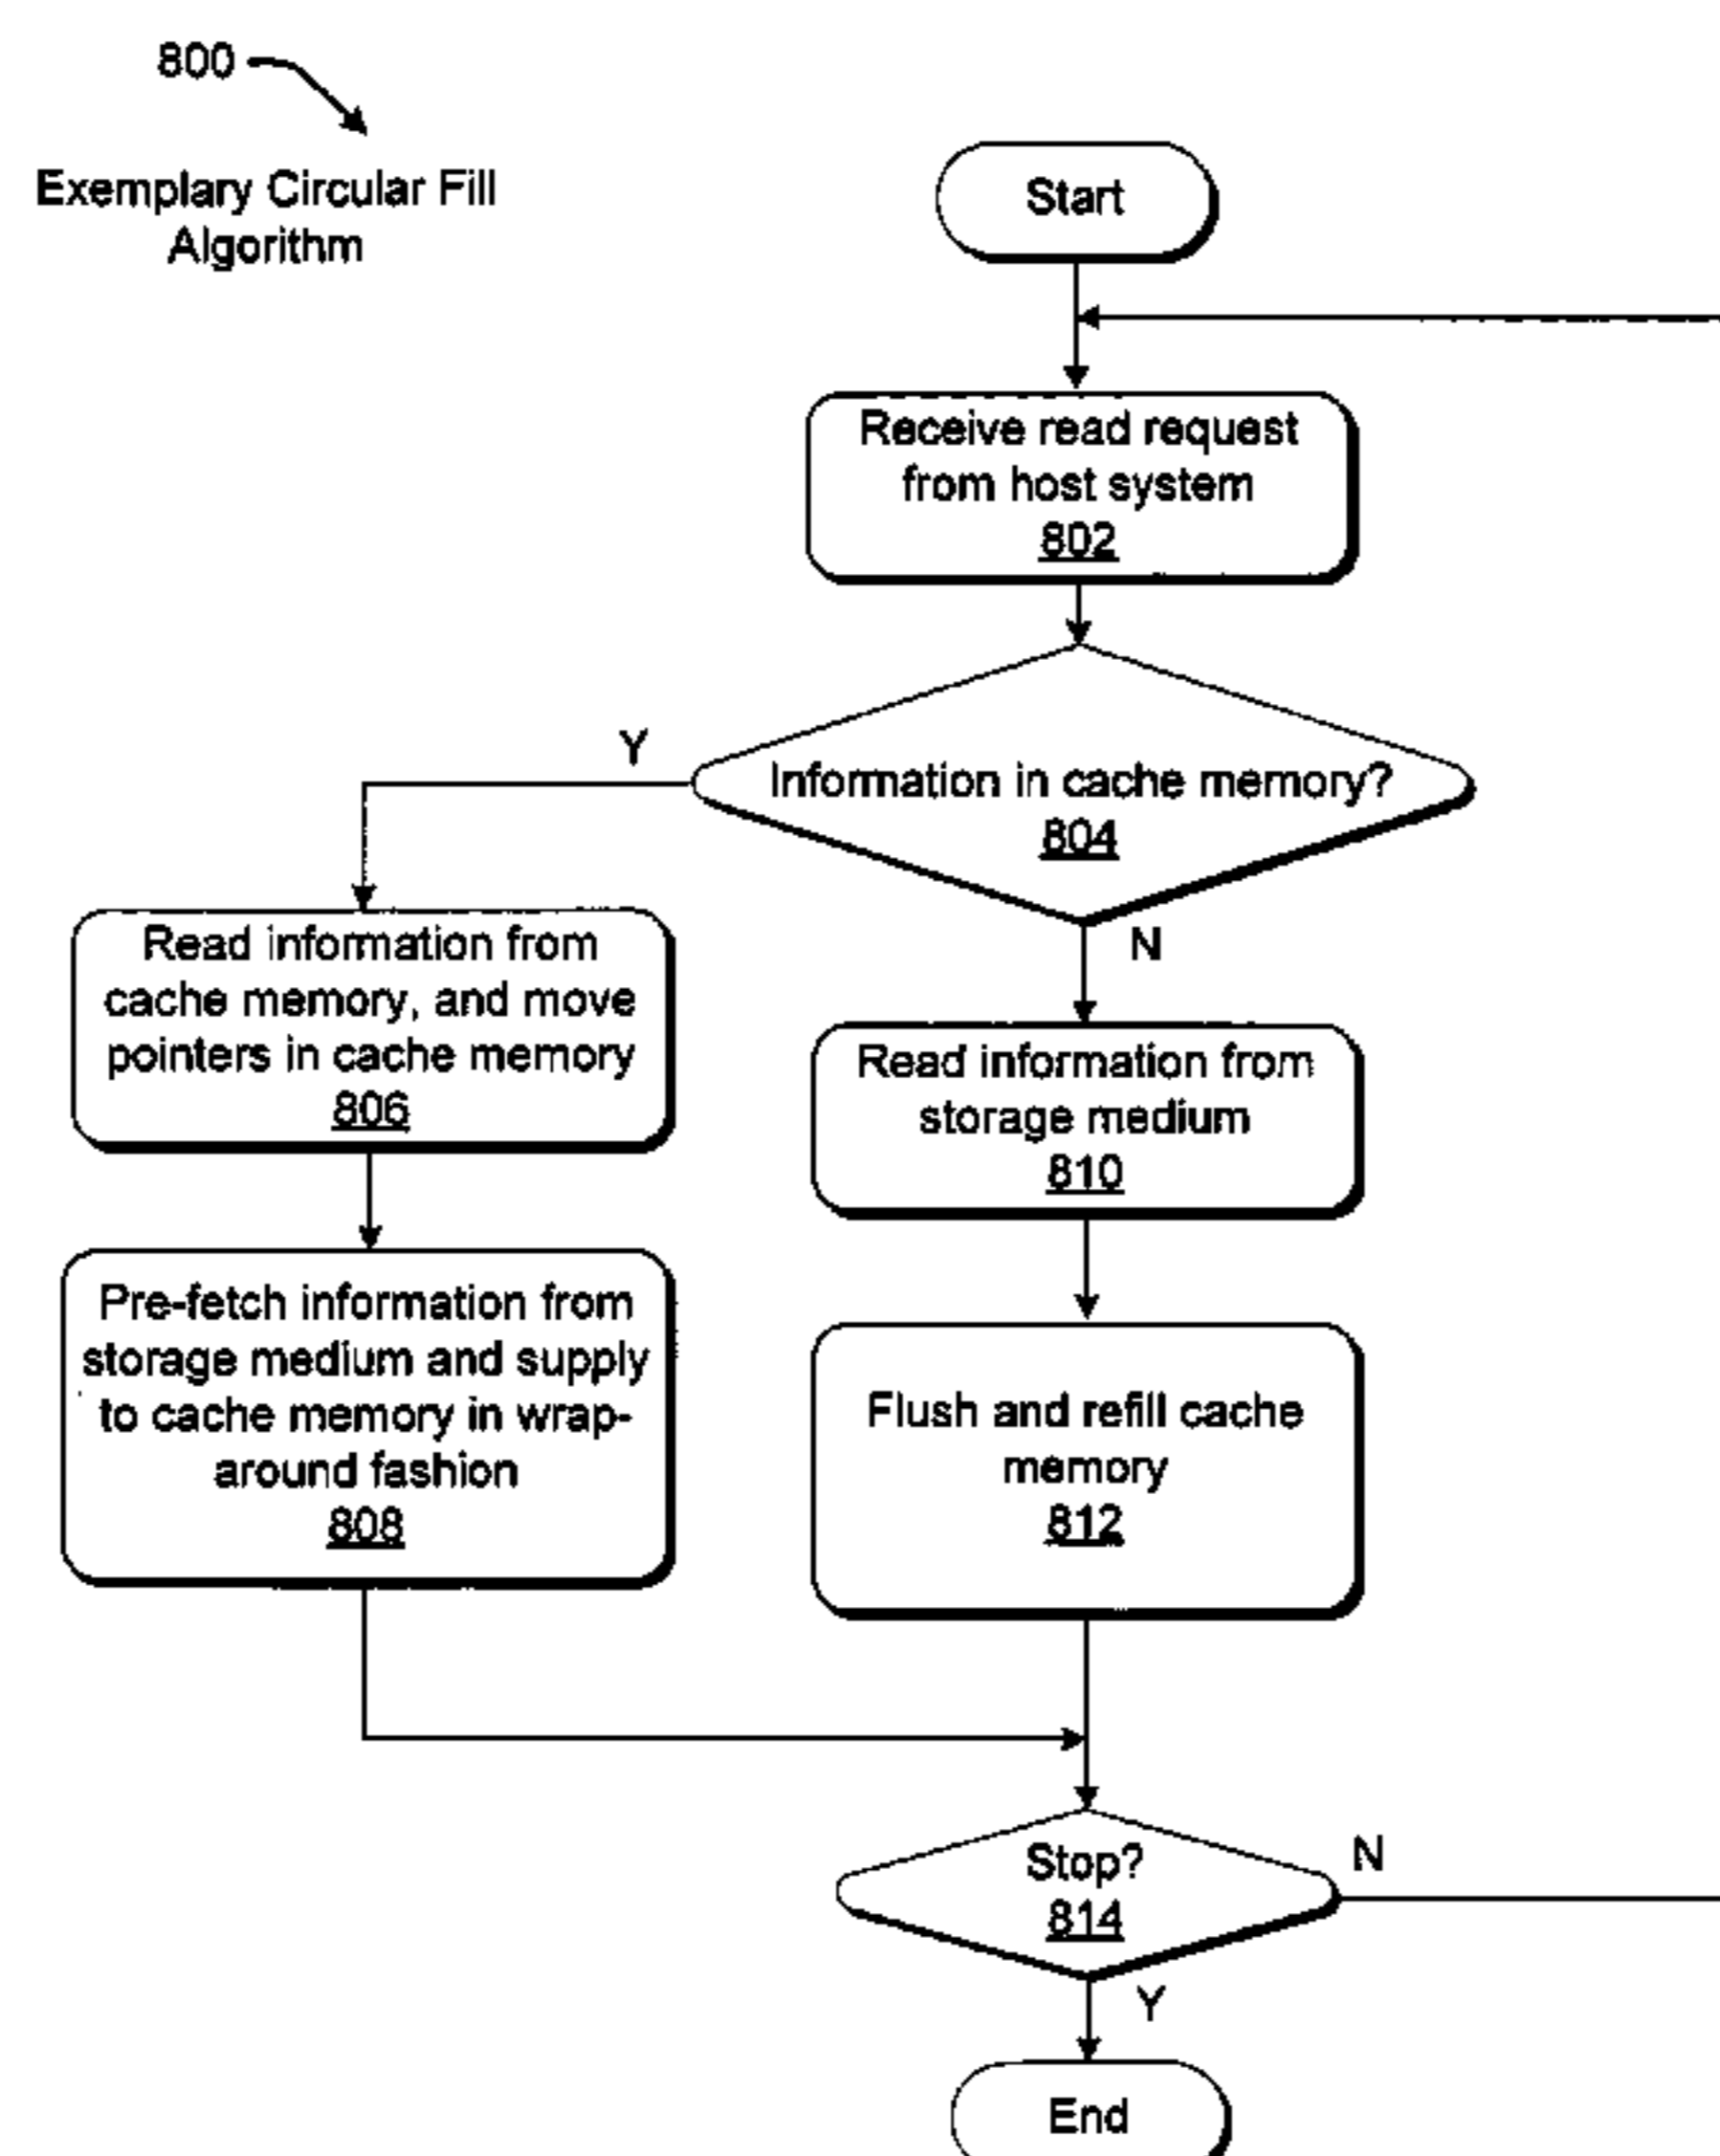 800
Exemplary Circular Fill
Algorithm
Start
Receive read request
from host system
802
Y
Information in cache memory?
804
N
Read information from
cache memory, and move
pointers in cache memory
806
Read information from
storage medium
810
Pre-fetch information from
storage medium and supply
to cache memory in wrap-
around fashion
808
Flush and refill cache
memory
812
Stop?
814
N
Y
End